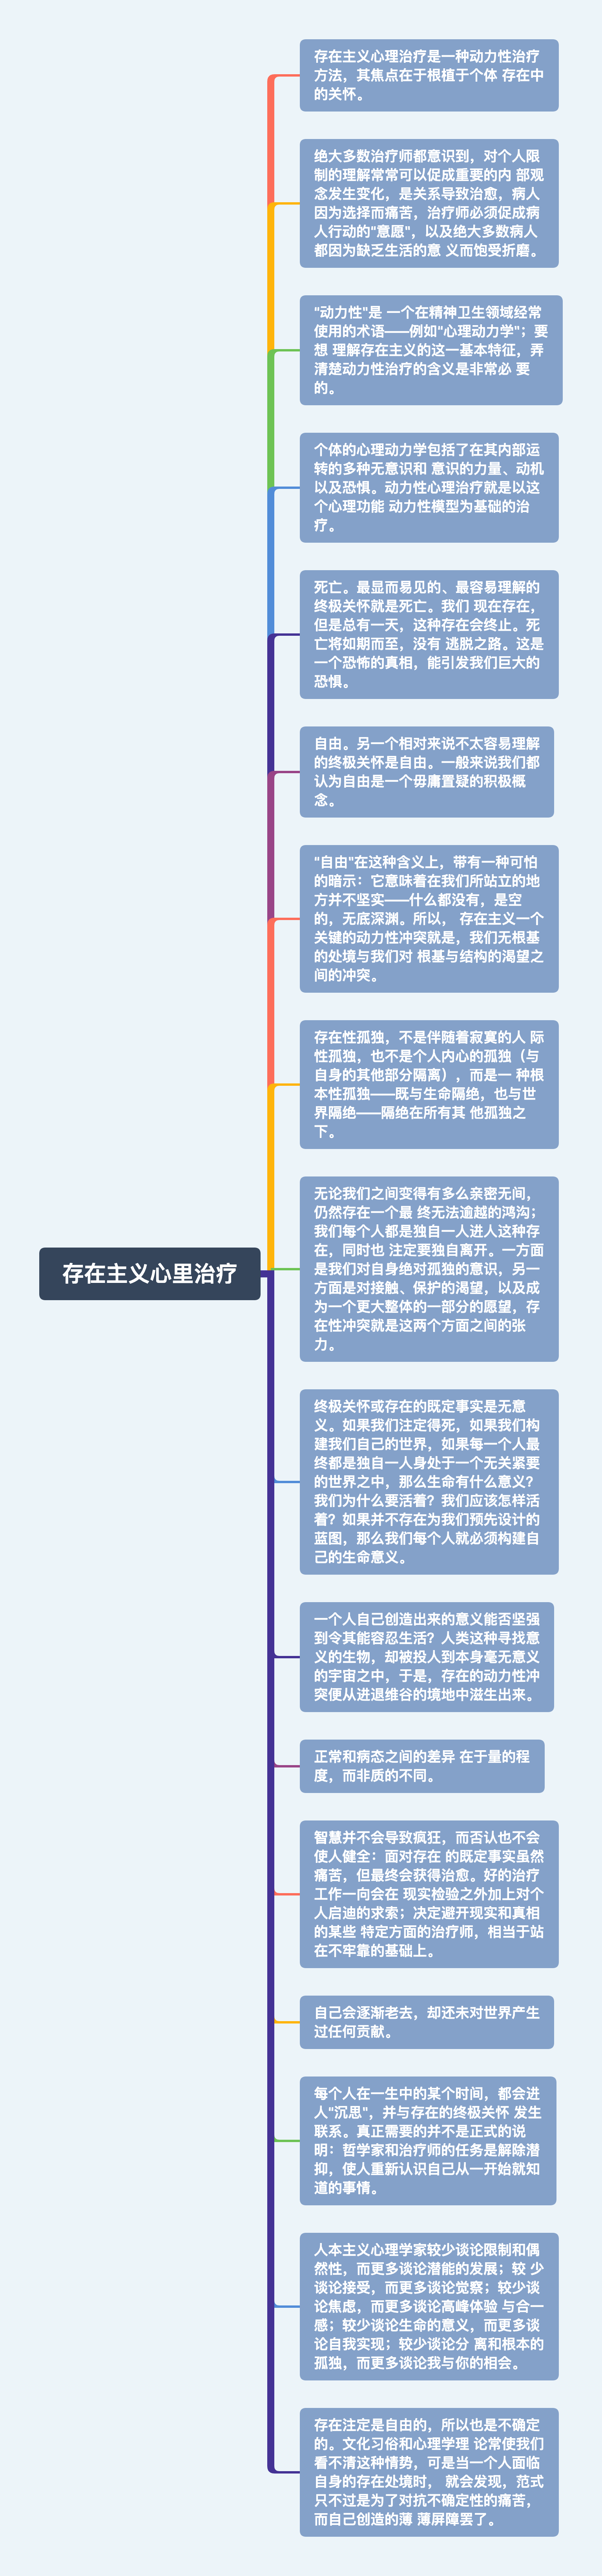 存在主义心理治疗是一种动力性治疗
方法，其焦点在于根植于个体 存在中
的关怀。
绝大多数治疗师都意识到，对个人限
制的理解常常可以促成重要的内 部观
念发生变化，是关系导致治愈，病人
因为选择而痛苦，治疗师必须促成病
人行动的"意愿"，以及绝大多数病人
都因为缺乏生活的意 义而饱受折磨。
"动力性"是 一个在精神卫生领域经常
使用的术语——例如"心理动力学"；要
想 理解存在主义的这一基本特征，弄
清楚动力性治疗的含义是非常必 要
的。
个体的心理动力学包括了在其内部运
转的多种无意识和 意识的力量、动机
以及恐惧。动力性心理治疗就是以这
个心理功能 动力性模型为基础的治
疗。
死亡。最显而易见的、最容易理解的
终极关怀就是死亡。我们 现在存在，
但是总有一天，这种存在会终止。死
亡将如期而至，没有 逃脱之路。这是
一个恐怖的真相，能引发我们巨大的
恐惧。
自由。另一个相对来说不太容易理解
的终极关怀是自由。一般来说我们都
认为自由是一个毋庸置疑的积极概
念。
"自由"在这种含义上，带有一种可怕
的暗示：它意味着在我们所站立的地
方并不坚实——什么都没有，是空
的，无底深渊。所以， 存在主义一个
关键的动力性冲突就是，我们无根基
的处境与我们对 根基与结构的渴望之
间的冲突。
存在性孤独，不是伴随着寂寞的人 际
性孤独，也不是个人内心的孤独（与
自身的其他部分隔离）, 而是一 种根
本性孤独——既与生命隔绝，也与世
界隔绝——隔绝在所有其 他孤独之
下。
无论我们之间变得有多么亲密无间，
仍然存在一个最 终无法逾越的鸿沟；
我们每个人都是独自一人进人这种存
在，同时也 注定要独自离开。一方面
是我们对自身绝对孤独的意识，另一
方面是对接触、保护的渴望，以及成
为一个更大整体的一部分的愿望，存
在性冲突就是这两个方面之间的张
力。
存在主义心里治疗
终极关怀或存在的既定事实是无意
义。如果我们注定得死，如果我们构
建我们自己的世界，如果每一个人最
终都是独自一人身处于一个无关紧要
的世界之中，那么生命有什么意义？
我们为什么要活着？我们应该怎样活
着？如果并不存在为我们预先设计的
蓝图，那么我们每个人就必须构建自
己的生命意义。
一个人自己创造出来的意义能否坚强
到令其能容忍生活？人类这种寻找意
义的生物，却被投人到本身毫无意义
的宇宙之中，于是，存在的动力性冲
突便从进退维谷的境地中滋生出来。
正常和病态之间的差异 在于量的程
度，而非质的不同。
智慧并不会导致疯狂，而否认也不会
使人健全：面对存在 的既定事实虽然
痛苦，但最终会获得治愈。好的治疗
工作一向会在 现实检验之外加上对个
人启迪的求索；决定避开现实和真相
的某些 特定方面的治疗师，相当于站
在不牢靠的基础上。
自己会逐渐老去，却还未对世界产生
过任何贡献。
每个人在一生中的某个时间，都会进
人"沉思"，并与存在的终极关怀 发生
联系。真正需要的并不是正式的说
明：哲学家和治疗师的任务是解除潜
抑，使人重新认识自己从一开始就知
道的事情。
人本主义心理学家较少谈论限制和偶
然性，而更多谈论潜能的发展；较 少
谈论接受，而更多谈论觉察；较少谈
论焦虑，而更多谈论高峰体验 与合一
感；较少谈论生命的意义，而更多谈
论自我实现；较少谈论分 离和根本的
孤独，而更多谈论我与你的相会。
存在注定是自由的，所以也是不确定
的。文化习俗和心理学理 论常使我们
看不清这种情势，可是当一个人面临
自身的存在处境时， 就会发现，范式
只不过是为了对抗不确定性的痛苦，
而自己创造的薄 薄屏障罢了。